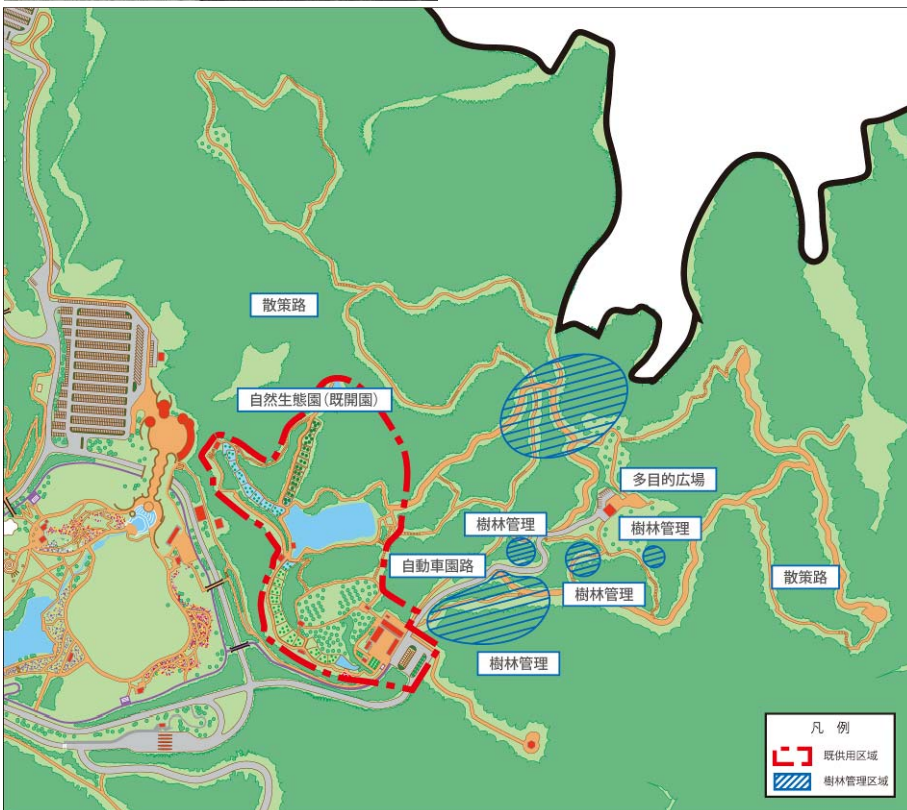 散策路
自然生態園(既開園)
多目的広場
樹林管理
樹林管理
自動車園路
散策路
樹林管理
樹林管理
凡 例
既供用区域
樹林管理区域